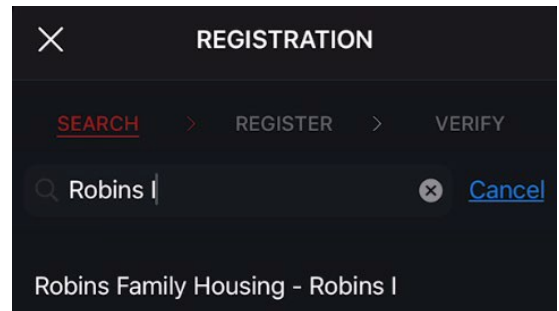 REGISTRATION
SEARCH > REGISTER > VERIFY
Robins I Cancel
Robins Family Housing - Robins I